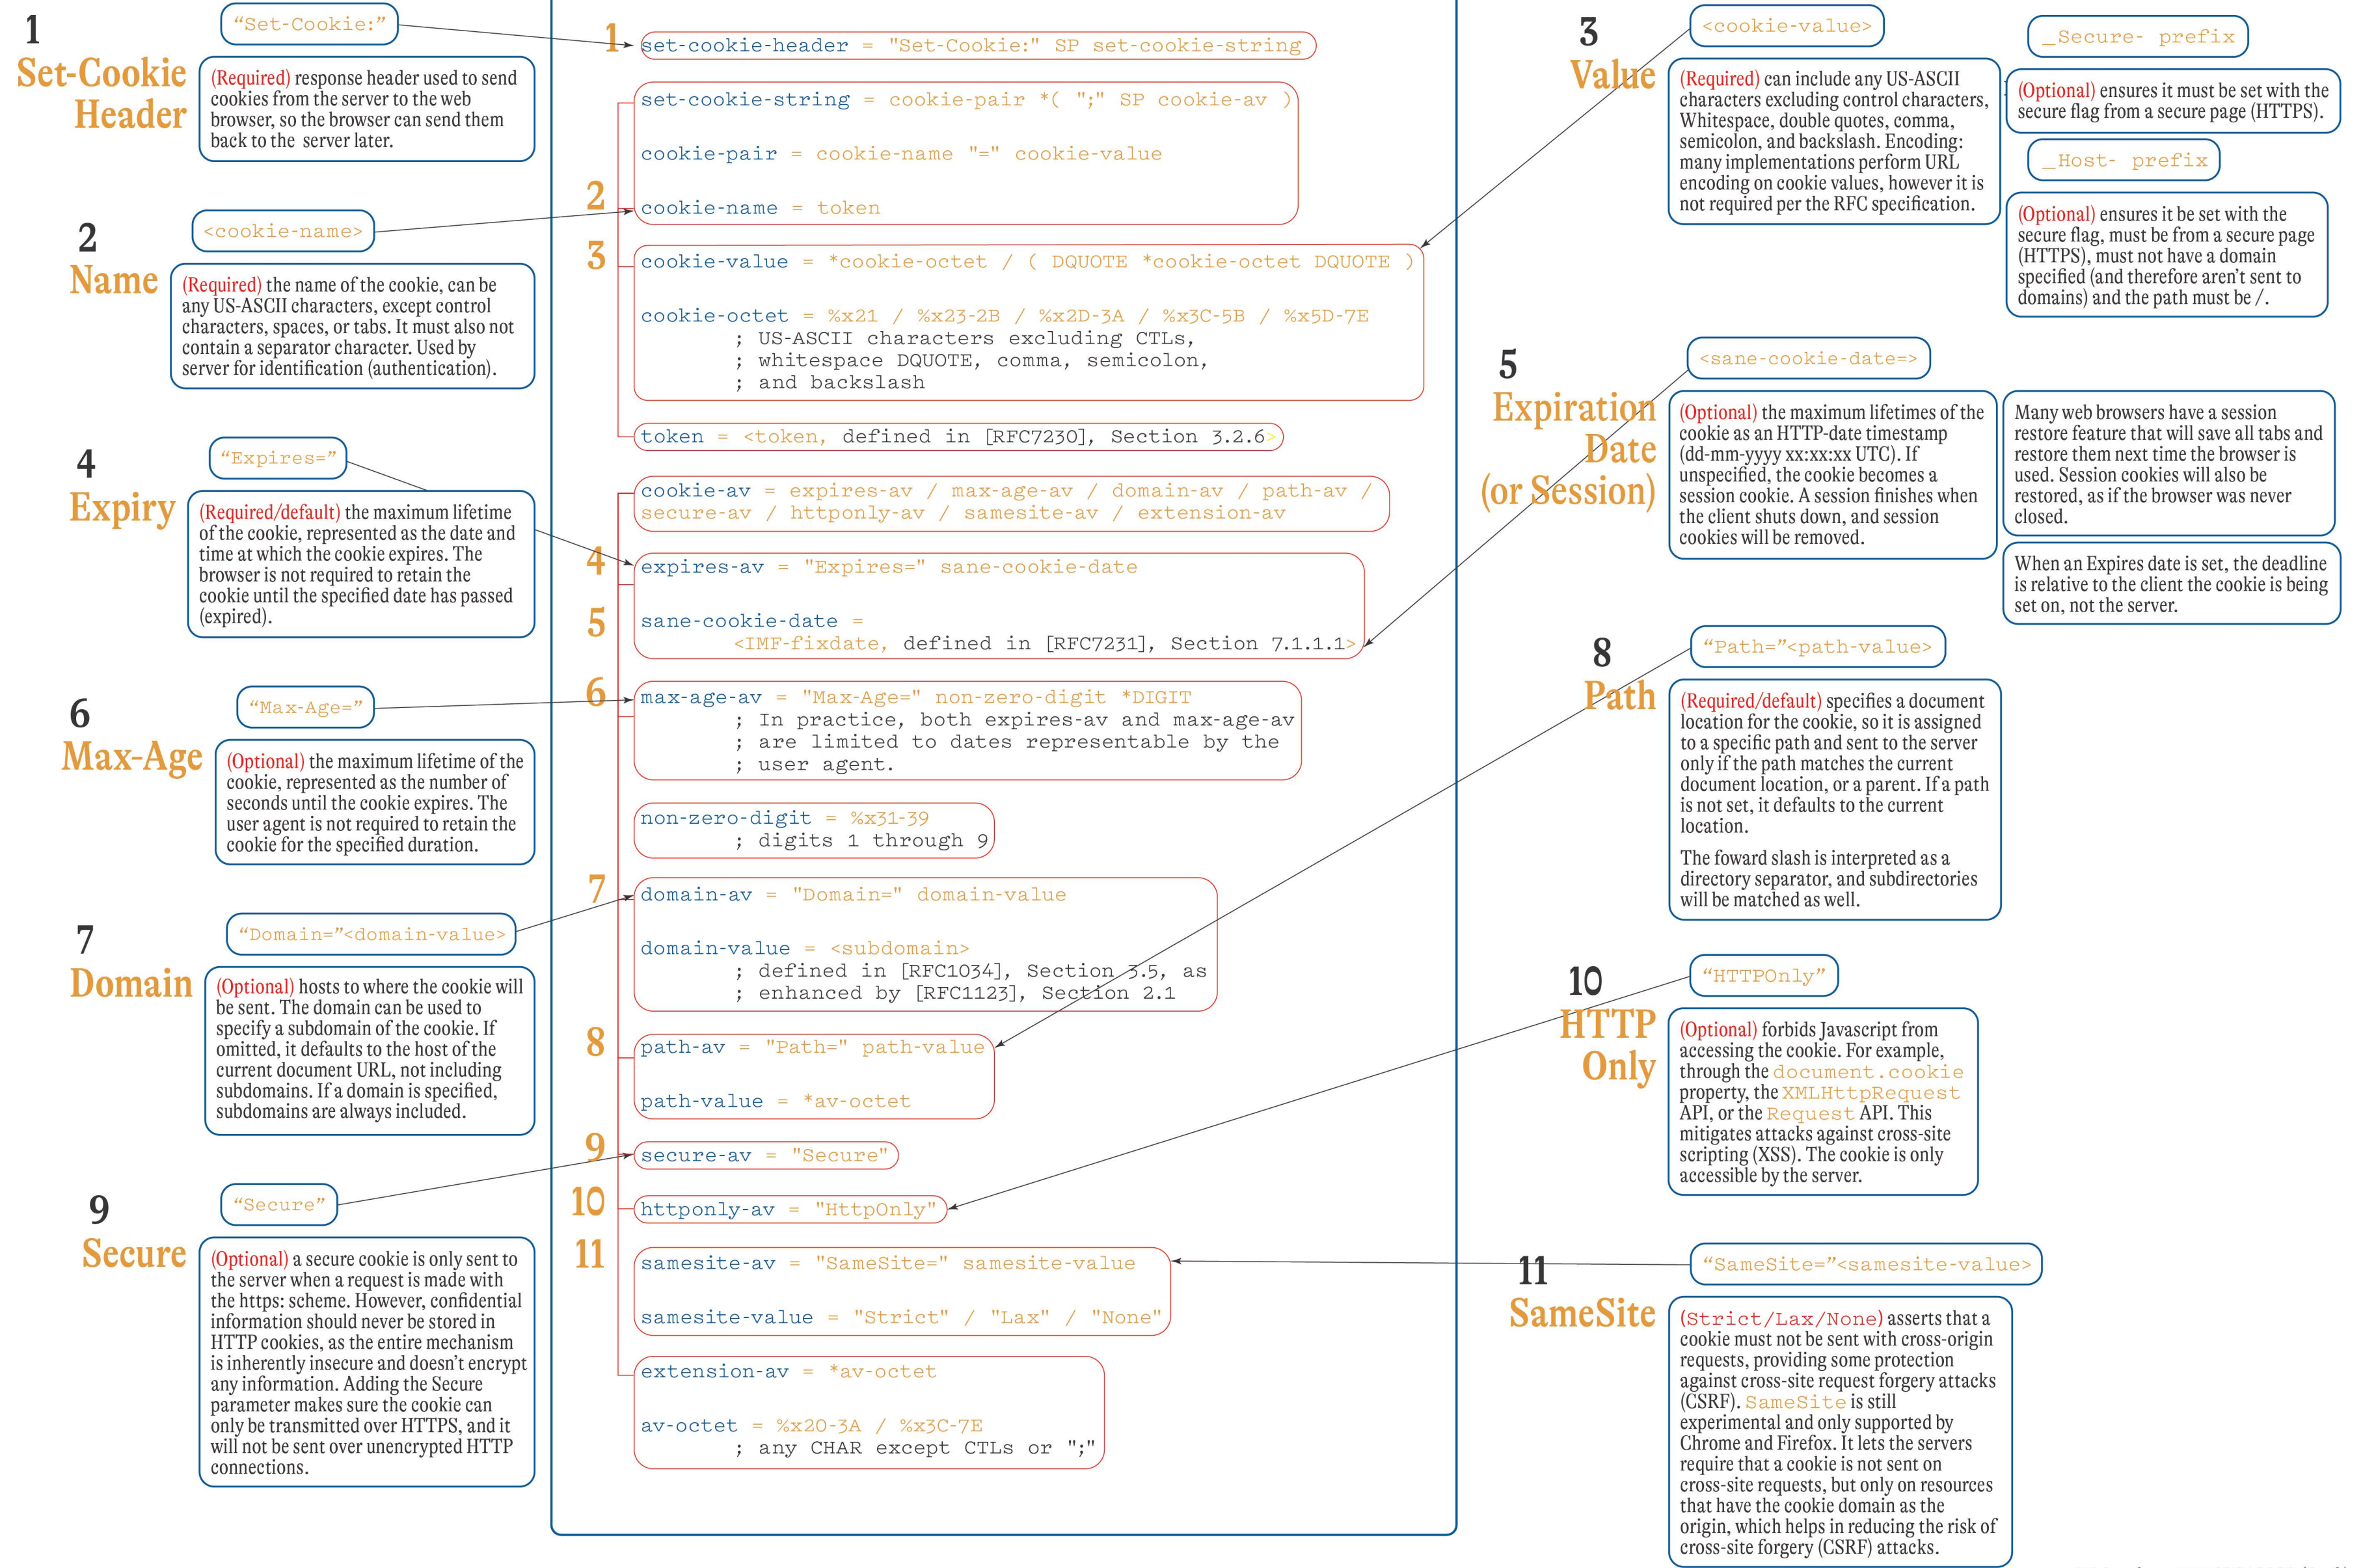 1
Set-Cookie
Header
“Set-Cookie:”
(Required) response header used to send
cookies from the server to the web
browser, so the browser can send them
back to the server later.
2
Name
<cookie-name>
(Required) the name of the cookie, can be
any US-ASCII characters, except control
characters, spaces, or tabs. It must also not
contain a separator character. Used by
server for identification (authentication).
4
Expiry
“Expires=”
(Required/default) the maximum lifetime
of the cookie, represented as the date and
time at which the cookie expires. The
browser is not required to retain the
cookie until the specified date has passed
(expired).
6
Max-Age
“Max-Age=”
(Optional) the maximum lifetime of the
cookie, represented as the number of
seconds until the cookie expires. The
user agent is not required to retain the
cookie for the specified duration.
7
Domain
“Domain=”<domain-value>
(Optional) hosts to where the cookie will
be sent. The domain can be used to
specify a subdomain of the cookie. If
omitted, it defaults to the host of the
current document URL, not including
subdomains. If a domain is specified,
subdomains are always included.
9
Secure
“Secure”
(Optional) a secure cookie is only sent to
the server when a request is made with
the https: scheme. However, confidential
information should never be stored in
HTTP cookies, as the entire mechanism
is inherently insecure and doesn’t encrypt
any information. Adding the Secure
parameter makes sure the cookie can
only be transmitted over HTTPS, and it
will not be sent over unencrypted HTTP
connections.
1
set-cookie-header = "Set-Cookie:" SP set-cookie-string
set-cookie-string = cookie-pair *( ";" SP cookie-av )
cookie-pair = cookie-name "=" cookie-value
2
cookie-name = token
3
cookie-value = *cookie-octet / ( DQUOTE *cookie-octet DQUOTE )
cookie-octet = %x21 / %x23-2B / %x2D-3A / %x3C-5B / %x5D-7E
; US-ASCII characters excluding CTLs,
; whitespace DQUOTE, comma, semicolon,
; and backslash
token = <token, defined in [RFC7230], Section 3.2.6>
cookie-av = expires-av / max-age-av / domain-av / path-av /
secure-av / httponly-av / samesite-av / extension-av
4
expires-av = "Expires=" sane-cookie-date
5
sane-cookie-date =
<IMF-fixdate, defined in [RFC7231], Section 7.1.1.1>
6
max-age-av = "Max-Age=" non-zero-digit *DIGIT
; In practice, both expires-av and max-age-av
; are limited to dates representable by the
; user agent.
non-zero-digit = %x31-39
; digits 1 through 9
7
domain-av = "Domain=" domain-value
domain-value = <subdomain>
; defined in [RFC1034], Section 3.5, as
; enhanced by [RFC1123], Section 2.1
8
path-av = "Path=" path-value
path-value = *av-octet
9
secure-av = "Secure"
10
httponly-av = "HttpOnly"
11
samesite-av = "SameSite=" samesite-value
samesite-value = "Strict" / "Lax" / "None"
extension-av = *av-octet
av-octet = %x20-3A / %x3C-7E
; any CHAR except CTLs or ";"
3
Value
<cookie-value>
(Required) can include any US-ASCII
characters excluding control characters,
Whitespace, double quotes, comma,
semicolon, and backslash. Encoding:
many implementations perform URL
encoding on cookie values, however it is
not required per the RFC specification.
_Secure- prefix
(Optional) ensures it must be set with the
secure flag from a secure page (HTTPS).
_Host- prefix
(Optional) ensures it be set with the
secure flag, must be from a secure page
(HTTPS), must not have a domain
specified (and therefore aren’t sent to
domains) and the path must be /.
5
Expiration
Date
(or Session)
<sane-cookie-date=>
(Optional) the maximum lifetimes of the
cookie as an HTTP-date timestamp
(dd-mm-yyyy xx:xx:xx UTC). If
unspecified, the cookie becomes a
session cookie. A session finishes when
the client shuts down, and session
cookies will be removed.
Many web browsers have a session
restore feature that will save all tabs and
restore them next time the browser is
used. Session cookies will also be
restored, as if the browser was never
closed.
When an Expires date is set, the deadline
is relative to the client the cookie is being
set on, not the server.
8
Path
“Path=”<path-value>
(Required/default) specifies a document
location for the cookie, so it is assigned
to a specific path and sent to the server
only if the path matches the current
document location, or a parent. If a path
is not set, it defaults to the current
location.
The foward slash is interpreted as a
directory separator, and subdirectories
will be matched as well.
10
HTTP
Only
“HTTPOnly”
(Optional) forbids Javascript from
accessing the cookie. For example,
through the document.cookie
property, the XMLHttpRequest
API, or the Request API. This
mitigates attacks against cross-site
scripting (XSS). The cookie is only
accessible by the server.
11
SameSite
“SameSite=”<samesite-value>
(Strict/Lax/None) asserts that a
cookie must not be sent with cross-origin
requests, providing some protection
against cross-site request forgery attacks
(CSRF). SameSite is still
experimental and only supported by
Chrome and Firefox. It lets the servers
require that a cookie is not sent on
cross-site requests, but only on resources
that have the cookie domain as the
origin, which helps in reducing the risk of
cross-site forgery (CSRF) attacks.